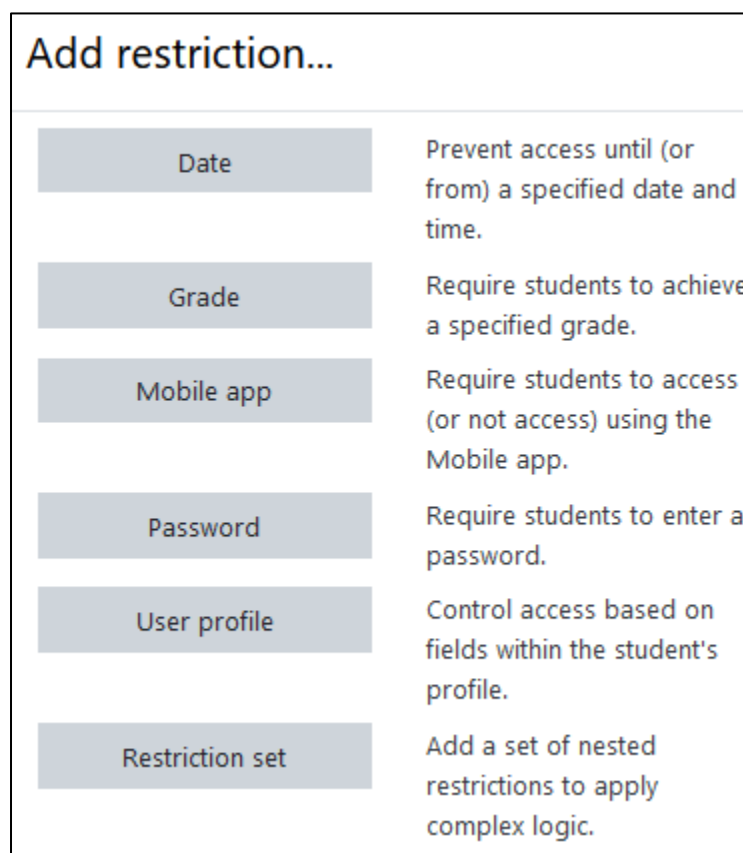 Add restriction...
Date
Prevent access until (or
from) a specified date and
time.
Grade
Require students to achieve
a specified grade.
Mobile app
Require students to access
(or not access) using the
Mobile app.
Password
Require students to enter a
password.
User profile
Control access based on
fields within the student's
profile.
Restriction set
Add a set of nested
restrictions to apply
complex logic.